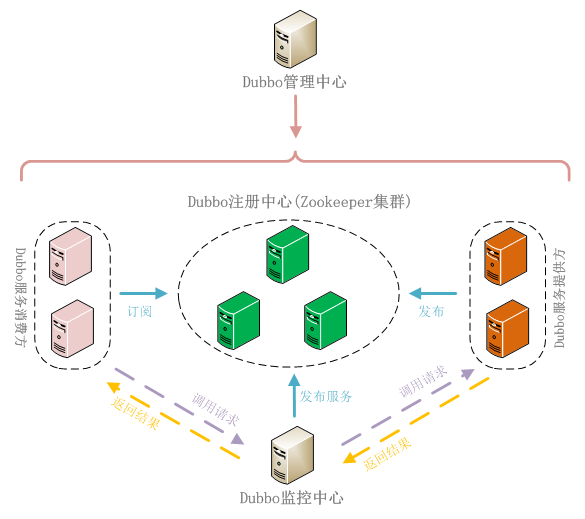 Dubbo管理中心
Dubbo注册中心(Zookeeper集群)
Dubbo服务消费方
订阅
发布
Dubbo服务提供方
发布服务
调用请求
返回结果
调用请求
返回结果
Dubbo监控中心